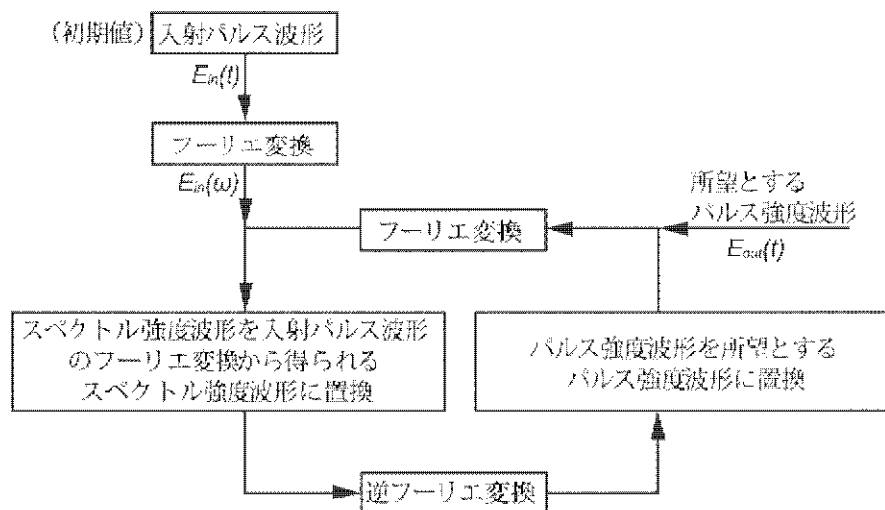 （初期値）
入射パルス波形
Ein(t)
フーリエ変換
Ein(ω)
所望とする
パルス強度波形
フーリエ変換
Eout(t)
スペクトル強度波形を入射パルス波形
のフーリエ変換から得られる
スペクトル強度波形に置換
パルス強度波形を所望とする
パルス強度波形に置換
逆フーリエ変換